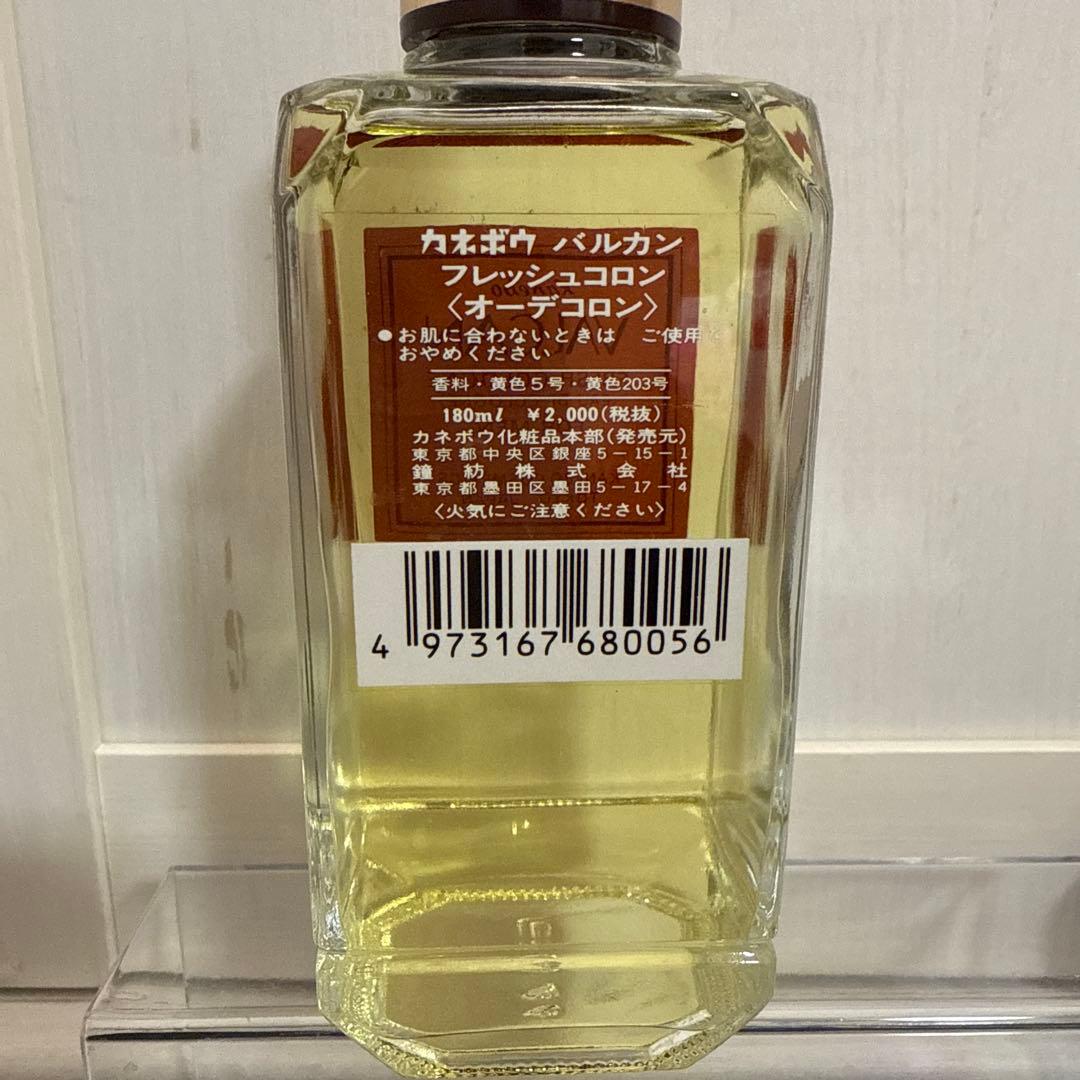 カネボウ バルカン
フレッシュコロン
〈オーデコロン〉
●お肌に合わないときは ご使用を
おやめください
香料・黄色5号・黄色203号
180ml ¥2,000(税抜)
カネボウ化粧品本部(発売元)
東京都中央区銀座5-15-1
鐘紡株式会社
東京都墨田区墨田5-17-4
〈火気にご注意ください〉
4 973167 680056